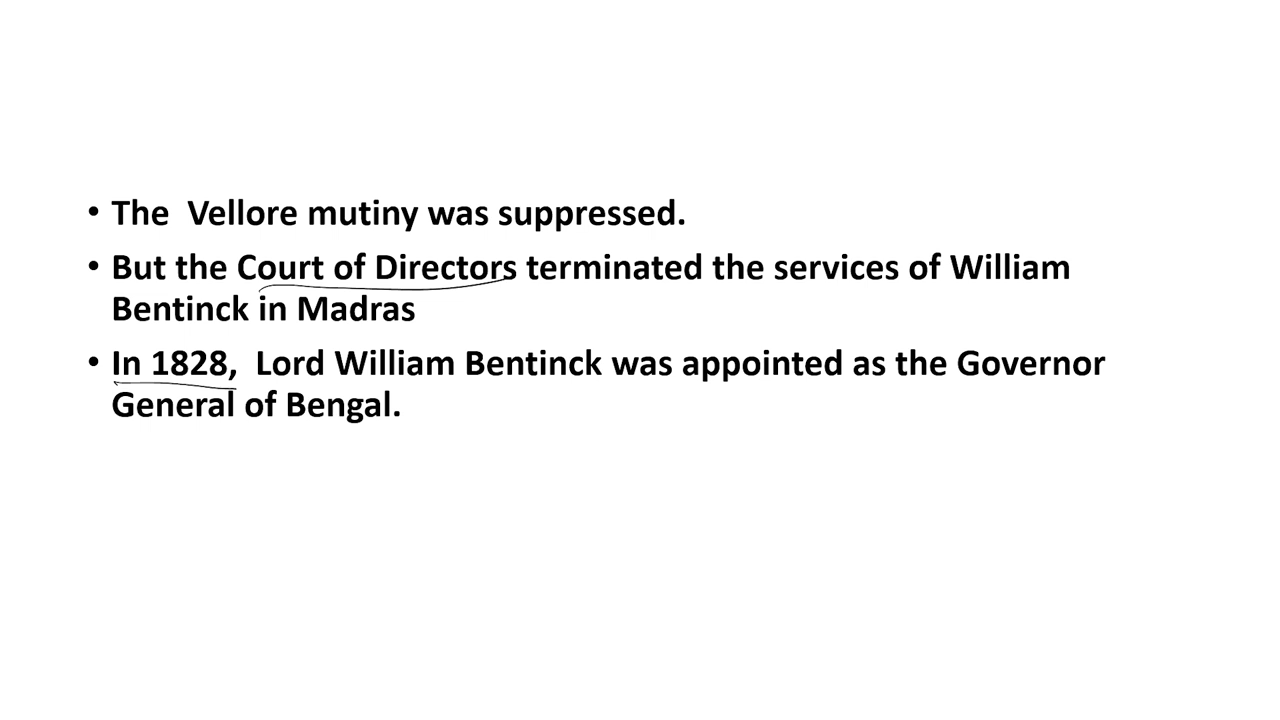 • The  Vellore mutiny was suppressed.
• But the Court of Directors terminated the services of William
Bentinck in Madras
• In 1828,  Lord William Bentinck was appointed as the Governor
General of Bengal.